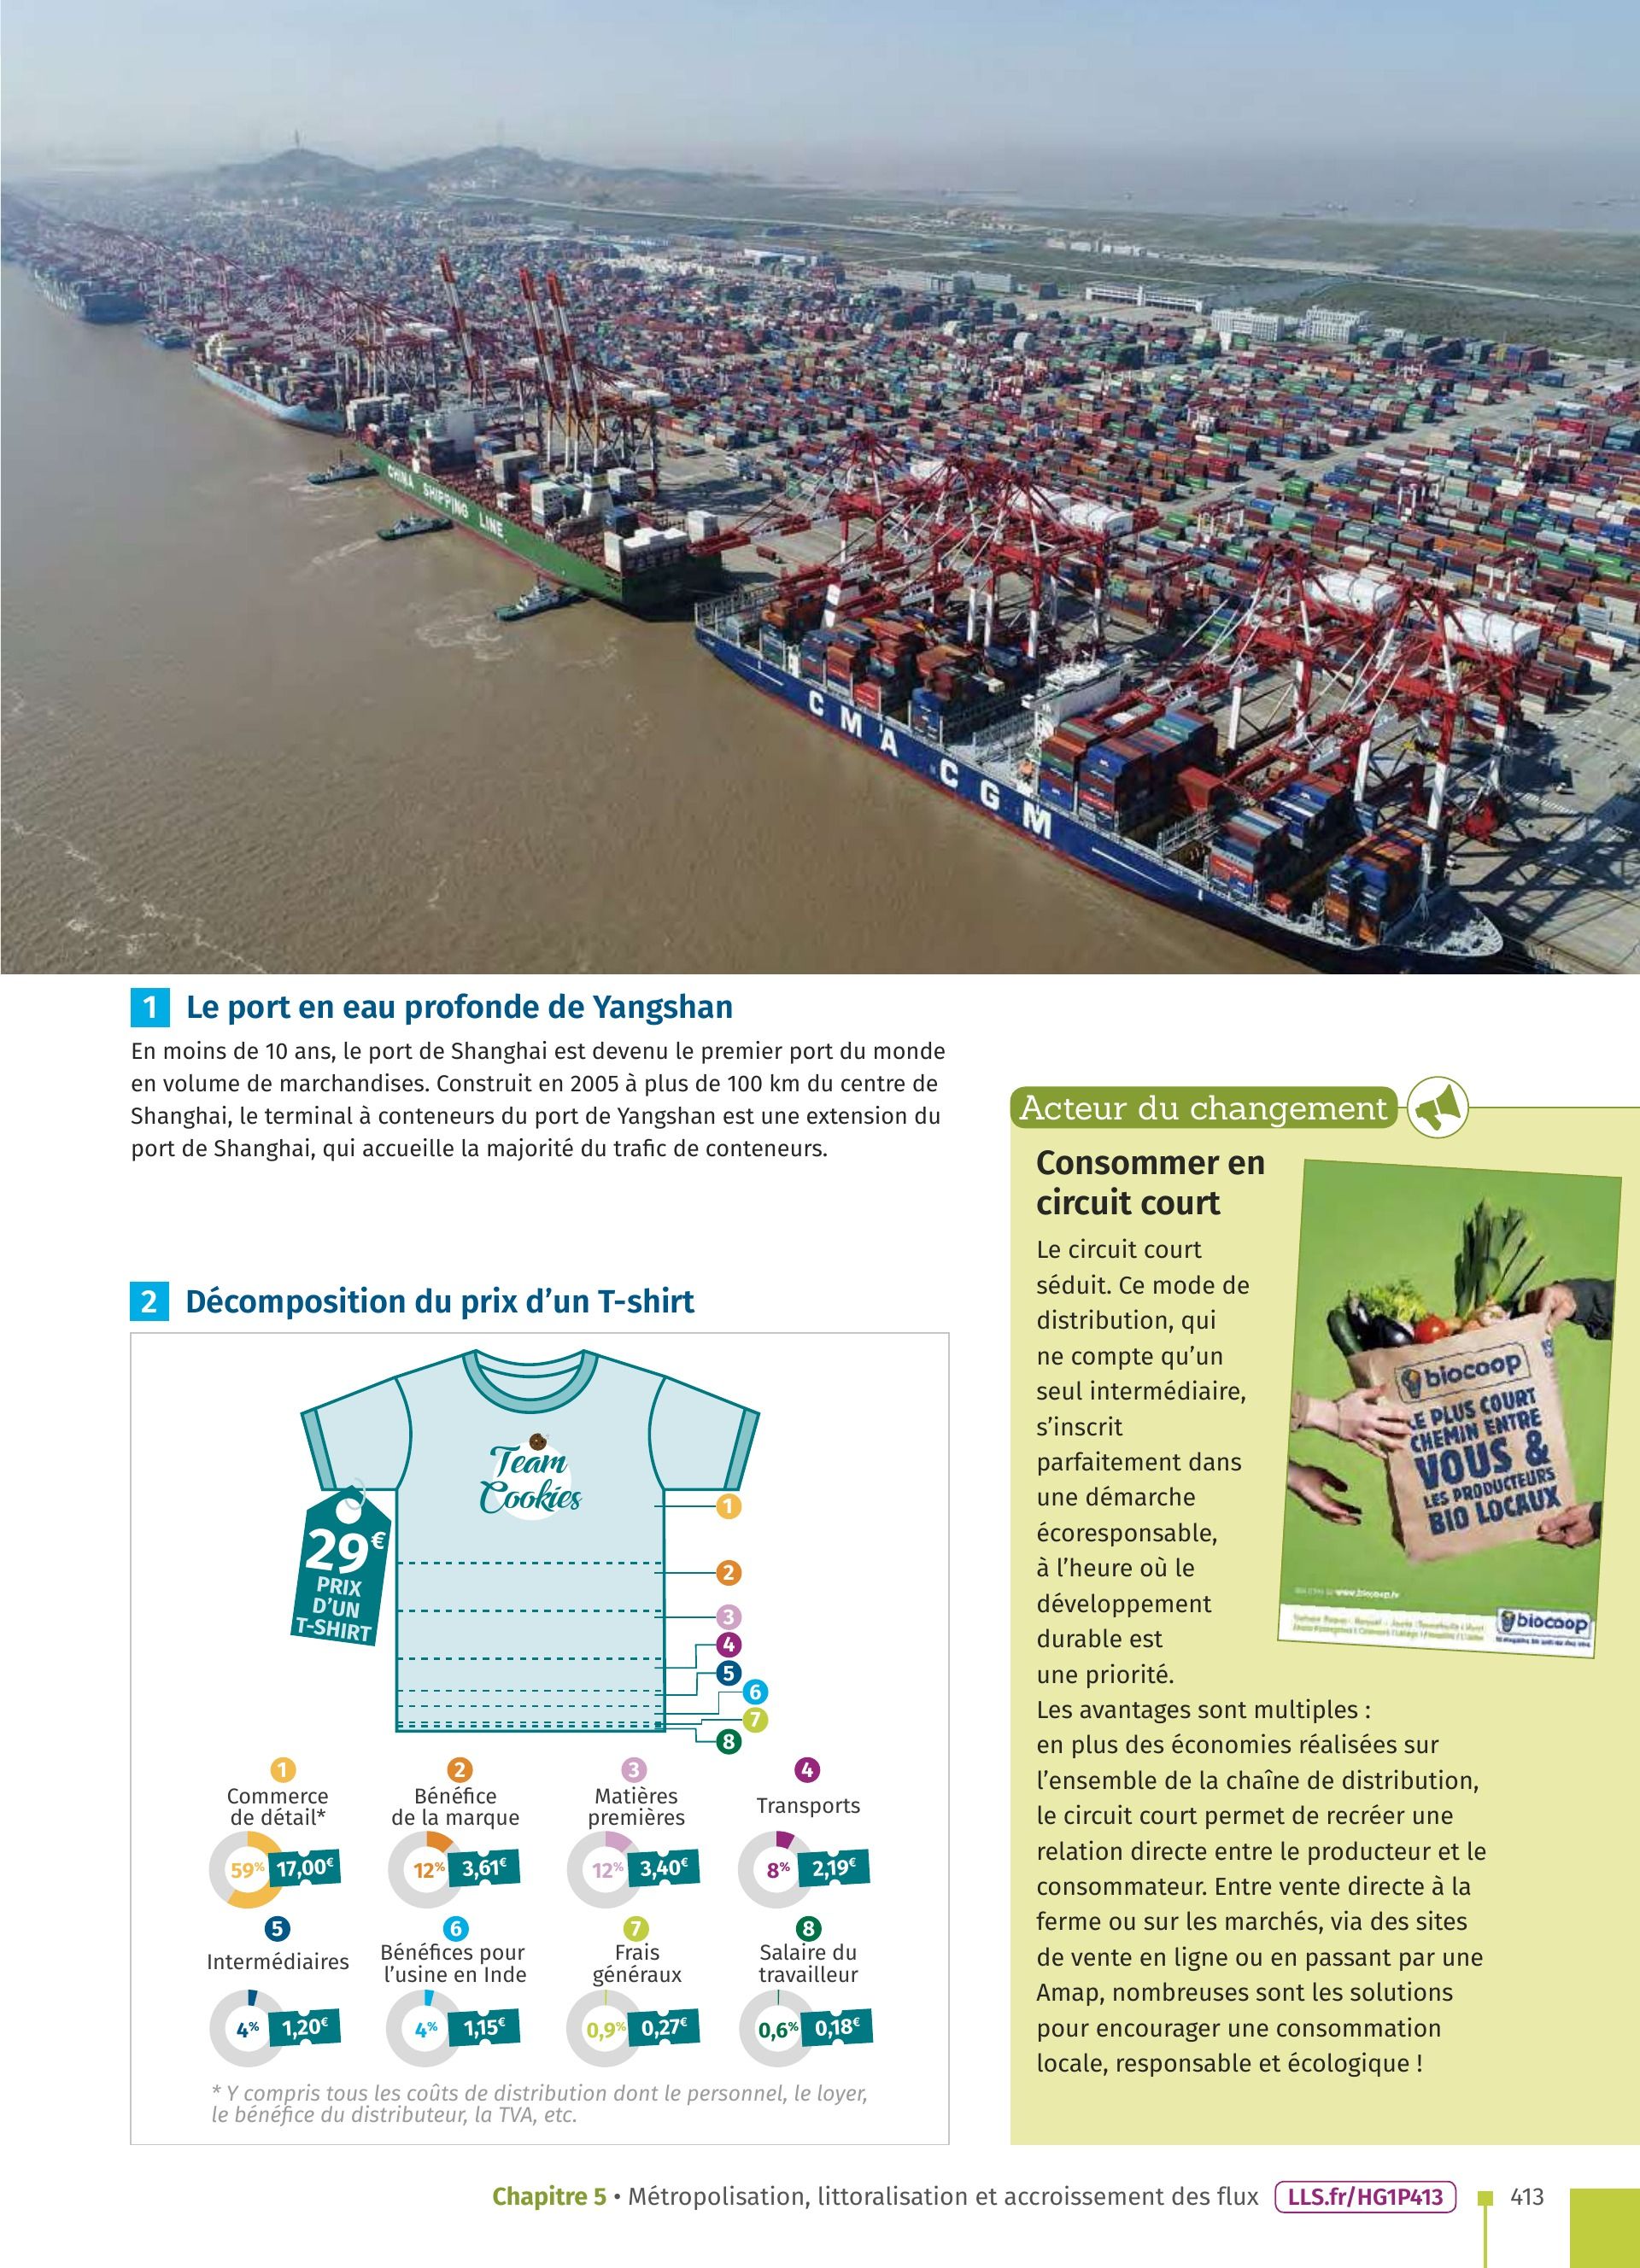 CHINA SHIPPING LINE
CMA CGM
1 Le port en eau profonde de Yangshan
En moins de 10 ans, le port de Shanghai est devenu le premier port du monde
en volume de marchandises. Construit en 2005 à plus de 100 km du centre de
Shanghai, le terminal à conteneurs du port de Yangshan est une extension du
port de Shanghai, qui accueille la majorité du trafic de conteneurs.
2 Décomposition du prix d’un T-shirt
Team
Cookies
29€
PRIX
D’UN
T-SHIRT
1
2
3
4
5
6
7
8
1
Commerce
de détail*
59% 17,00€
2
Bénéfice
de la marque
12% 3,61€
3
Matières
premières
12% 3,40€
4
Transports
8% 2,19€
5
Intermédiaires
4% 1,20€
6
Bénéfices pour
l’usine en Inde
4% 1,15€
7
Frais
généraux
0,9% 0,27€
8
Salaire du
travailleur
0,6% 0,18€
* Y compris tous les coûts de distribution dont le personnel, le loyer,
le bénéfice du distributeur, la TVA, etc.
Acteur du changement
Consommer en
circuit court
Le circuit court
séduit. Ce mode de
distribution, qui
ne compte qu’un
seul intermédiaire,
s’inscrit
parfaitement dans
une démarche
écoresponsable,
à l’heure où le
développement
durable est
une priorité.
Les avantages sont multiples :
en plus des économies réalisées sur
l’ensemble de la chaîne de distribution,
le circuit court permet de recréer une
relation directe entre le producteur et le
consommateur. Entre vente directe à la
ferme ou sur les marchés, via des sites
de vente en ligne ou en passant par une
Amap, nombreuses sont les solutions
pour encourager une consommation
locale, responsable et écologique !
biocoop
LE PLUS COURT
CHEMIN ENTRE
VOUS &
LES PRODUCTEURS
BIO LOCAUX
www.biocoop.fr
biocoop
Chapitre 5 • Métropolisation, littoralisation et accroissement des flux LLS.fr/HG1P413 413